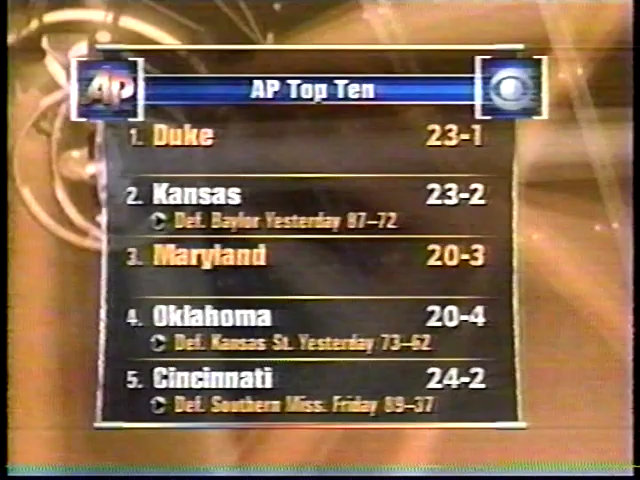 AP
AP Top Ten
1. Duke 23-1
2. Kansas 23-2
Def. Baylor Yesterday 87-72
3. Maryland 20-3
4. Oklahoma 20-4
Def. Kansas St. Yesterday 73-62
5. Cincinnati 24-2
Def. Southern Miss. Friday 89-37